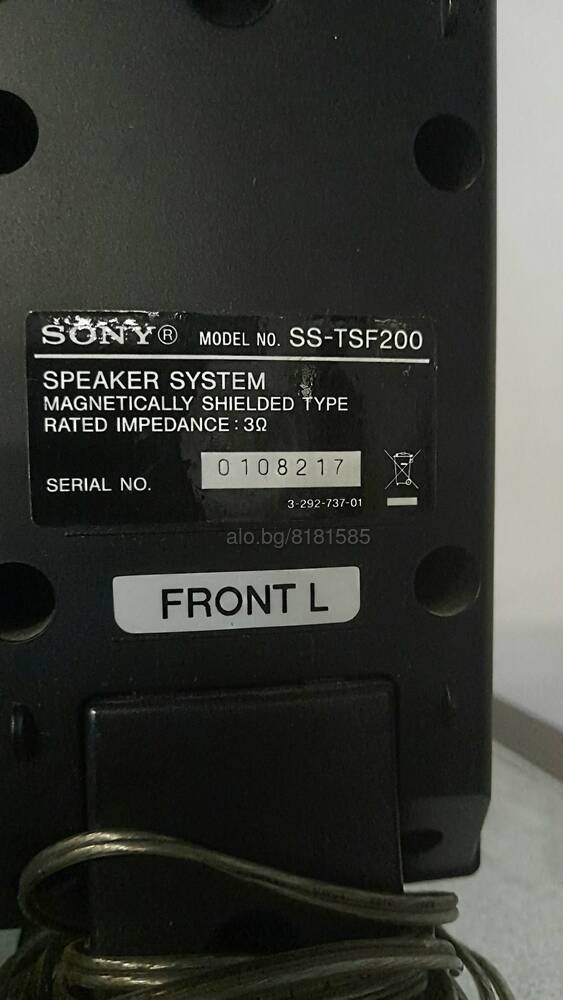 SONY® MODEL NO. SS-TSF200
SPEAKER SYSTEM
MAGNETICALLY SHIELDED TYPE
RATED IMPEDANCE : 3Ω
SERIAL NO. 0108217
3-292-737-01
alo.bg/8181585
FRONT L